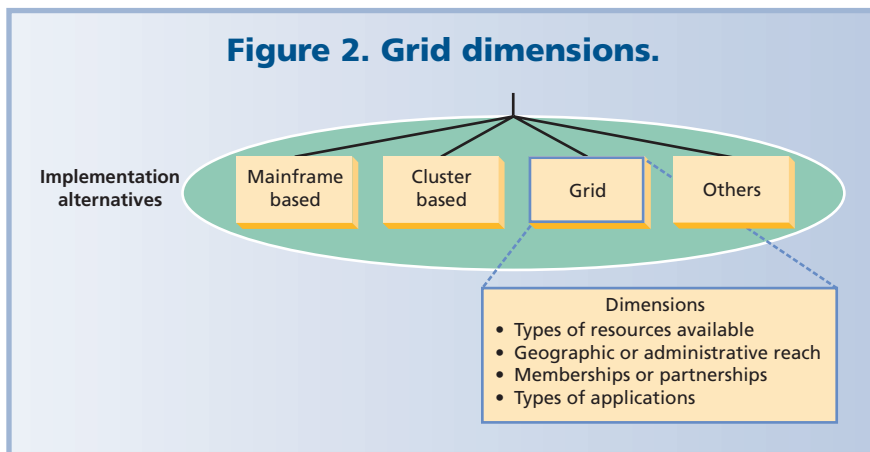 Figure 2. Grid dimensions.
Implementation
alternatives
Mainframe
based
Cluster
based
Grid
Others
Dimensions
• Types of resources available
• Geographic or administrative reach
• Memberships or partnerships
• Types of applications